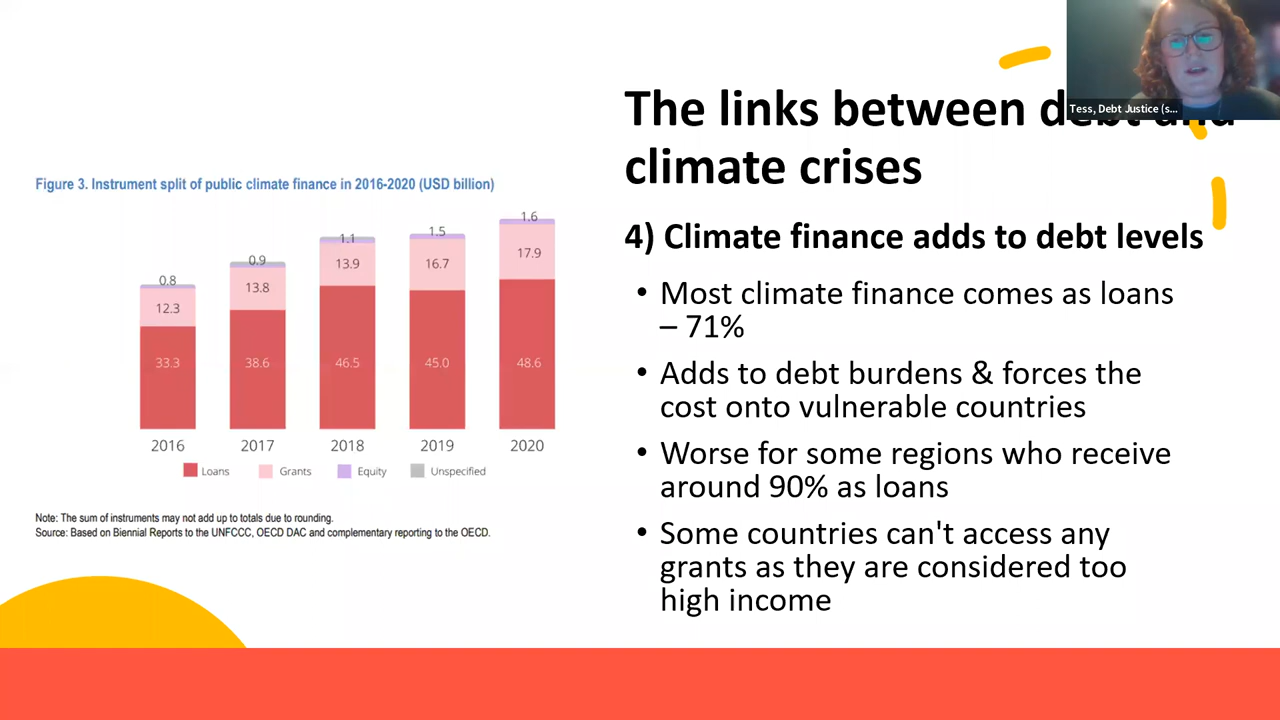 Tess, Debt Justice (s...
The links between debt and
climate crises
Figure 3. Instrument split of public climate finance in 2016-2020 (USD billion)
0.8
0.9
1.1
1.5
1.6
12.3
13.8
13.9
16.7
17.9
33.3
38.6
46.5
45.0
48.6
2016
2017
2018
2019
2020
Loans
Grants
Equity
Unspecified
Note: The sum of instruments may not add up to totals due to rounding.
Source: Based on Biennial Reports to the UNFCCC, OECD DAC and complementary reporting to the OECD.
4) Climate finance adds to debt levels
• Most climate finance comes as loans
– 71%
• Adds to debt burdens & forces the
cost onto vulnerable countries
• Worse for some regions who receive
around 90% as loans
• Some countries can't access any
grants as they are considered too
high income